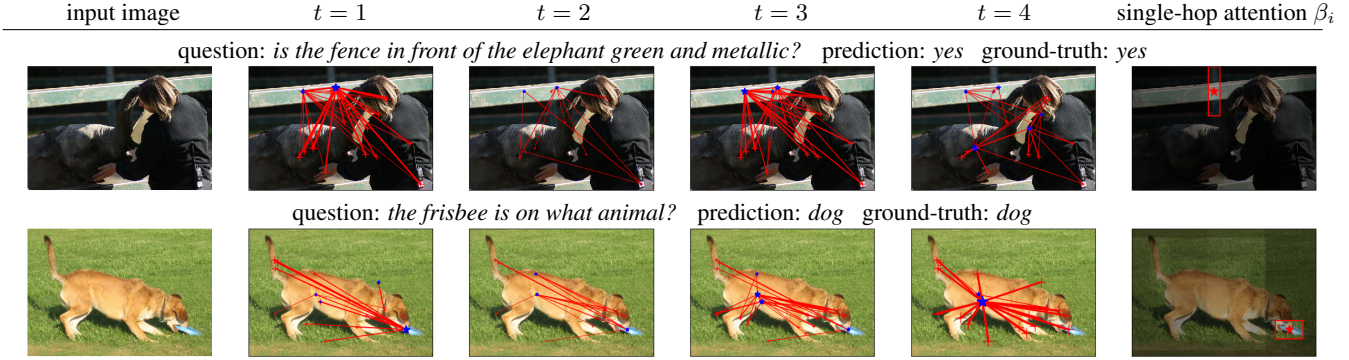 input image t = 1 t = 2 t = 3 t = 4 single-hop attention βᵢ
question: is the fence in front of the elephant green and metallic? prediction: yes ground-truth: yes
question: the frisbee is on what animal? prediction: dog ground-truth: dog